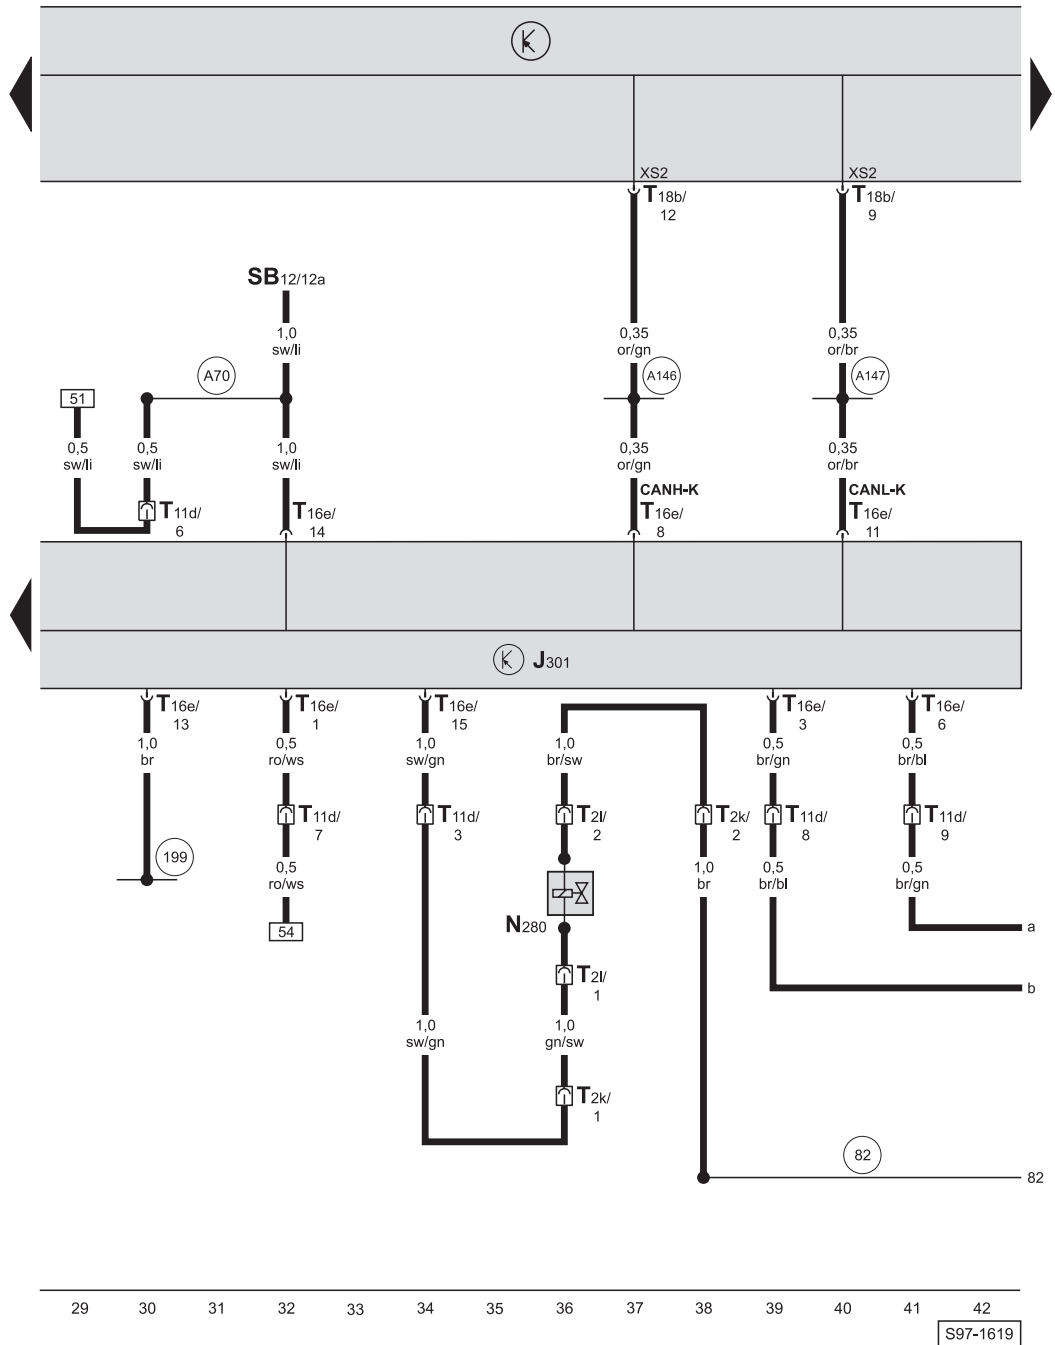 XS2 XS2
T18b/ T18b/
12 9
SB12/12a
1,0 0,35 0,35
sw/li or/gn or/br
A70 A146 A147
51
0,5 0,5 1,0 0,35 0,35
sw/li sw/li sw/li or/gn or/br
CANH-K CANL-K
T11d/ T16e/ T16e/ T16e/
6 14 8 11
J301
T16e/ T16e/ T16e/ T16e/ T16e/
13 1 15 3 6
1,0 0,5 1,0 1,0 0,5 0,5
br ro/ws sw/gn br/sw br/gn br/bl
T11d/ T11d/ T2l/ T2k/ T11d/ T11d/
7 3 2 2 8 9
199
0,5 1,0 0,5 0,5
ro/ws br br/bl br/gn
54 N280 a
T2l/
1 b
1,0 1,0
sw/gn gn/sw
T2k/
1
82
82
29 30 31 32 33 34 35 36 37 38 39 40 41 42
S97-1619